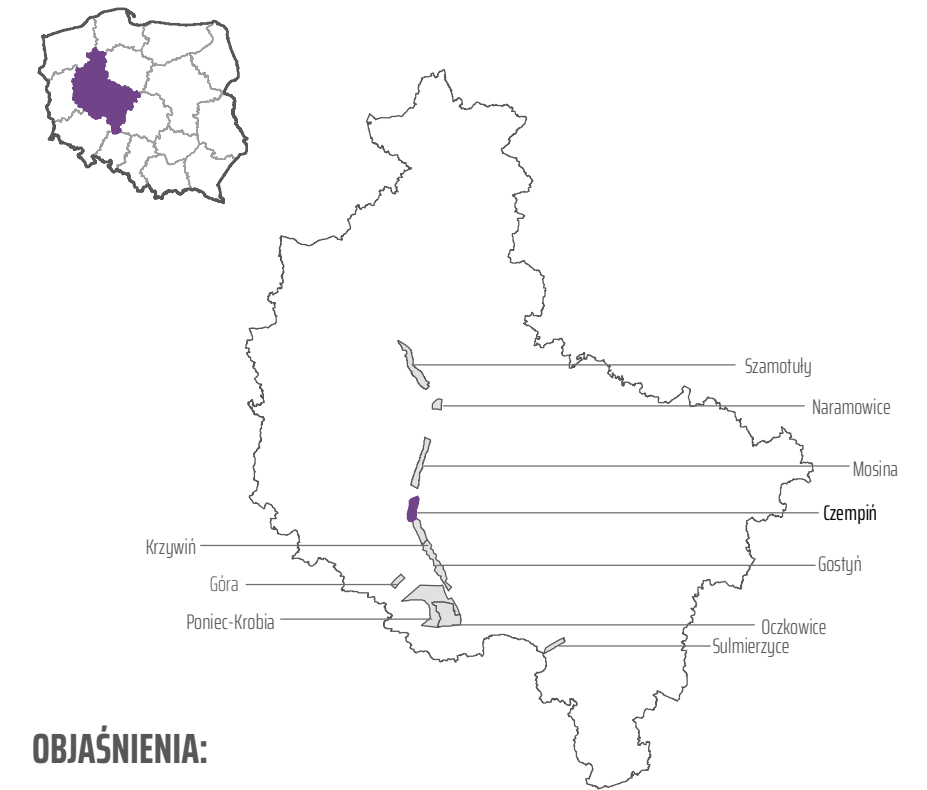 Szamotuły
Naramowice
Mosina
Czempiń
Krzywiń
Gostyń
Góra
Poniec-Krobia
Oczkowice
Sulmierzyce
OBJAŚNIENIA: